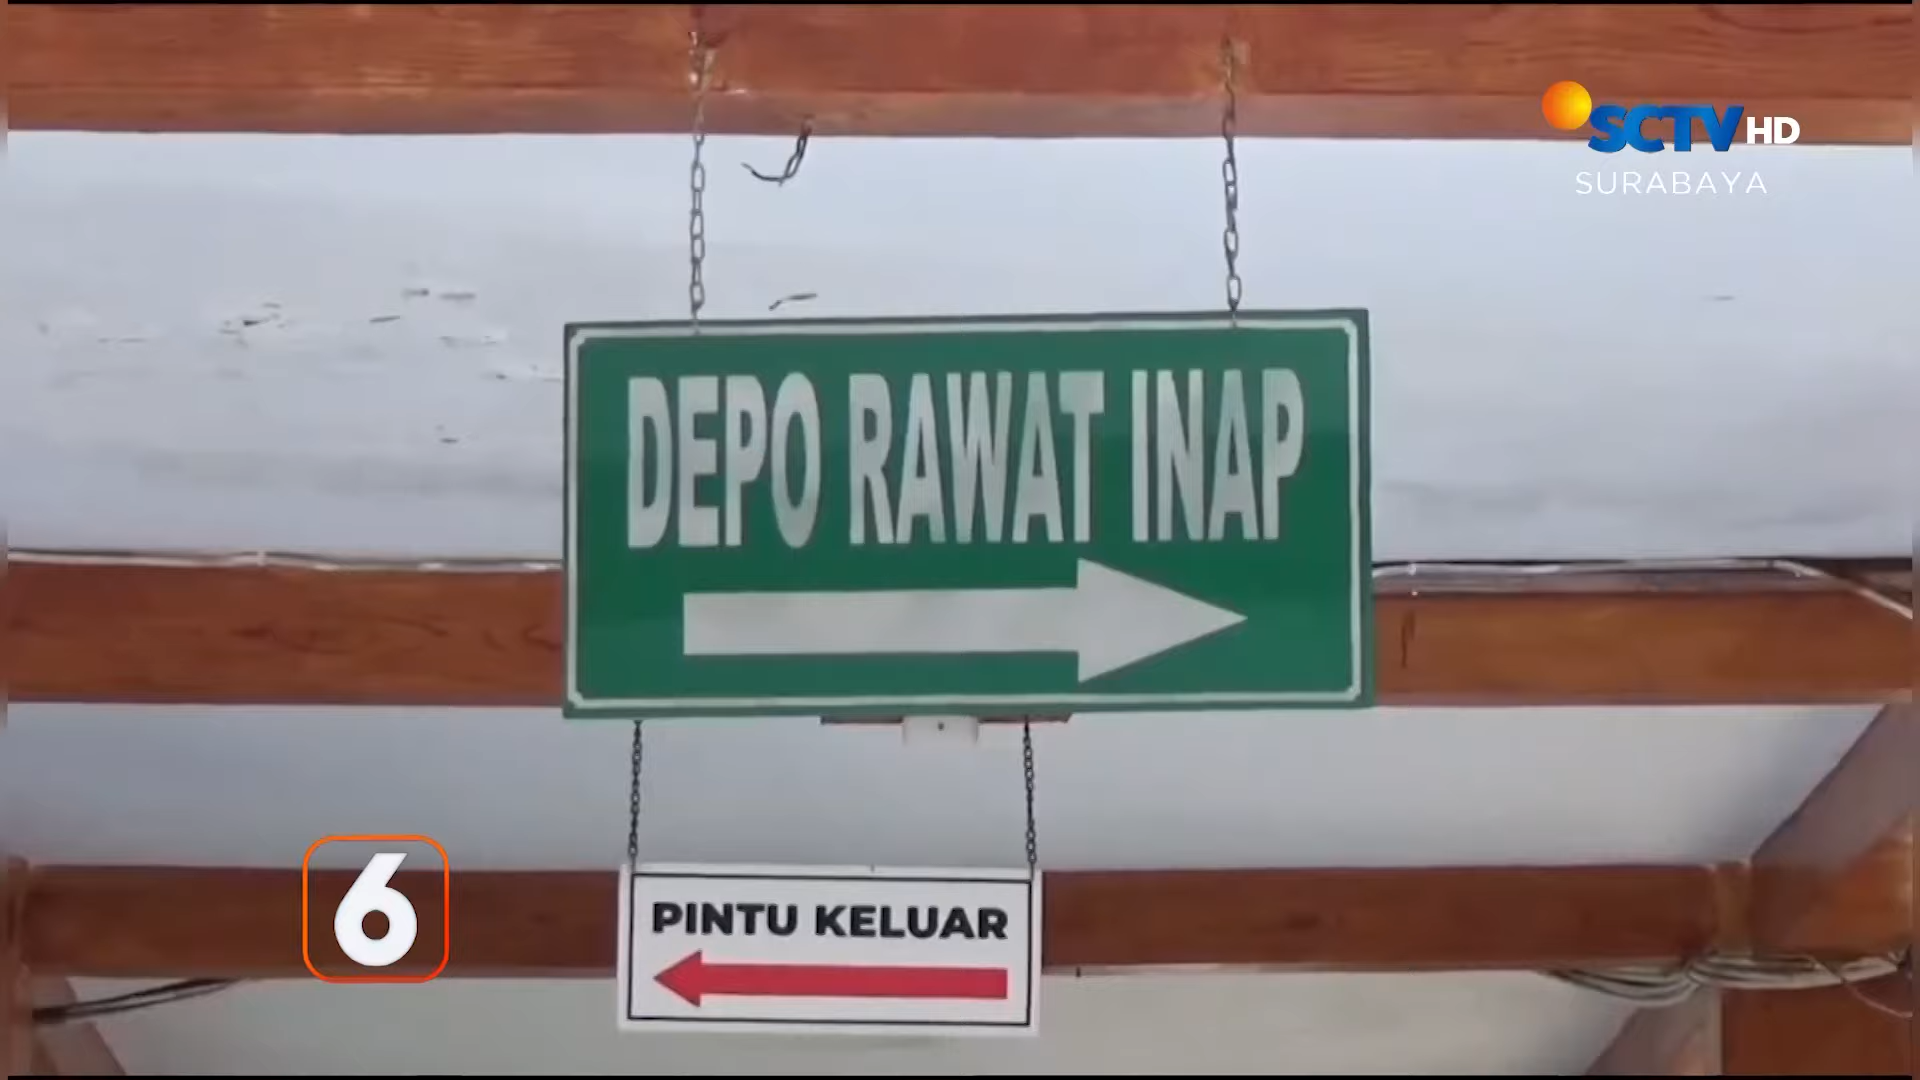 SCTV HD
SURABAYA
DEPO RAWAT INAP
6
PINTU KELUAR